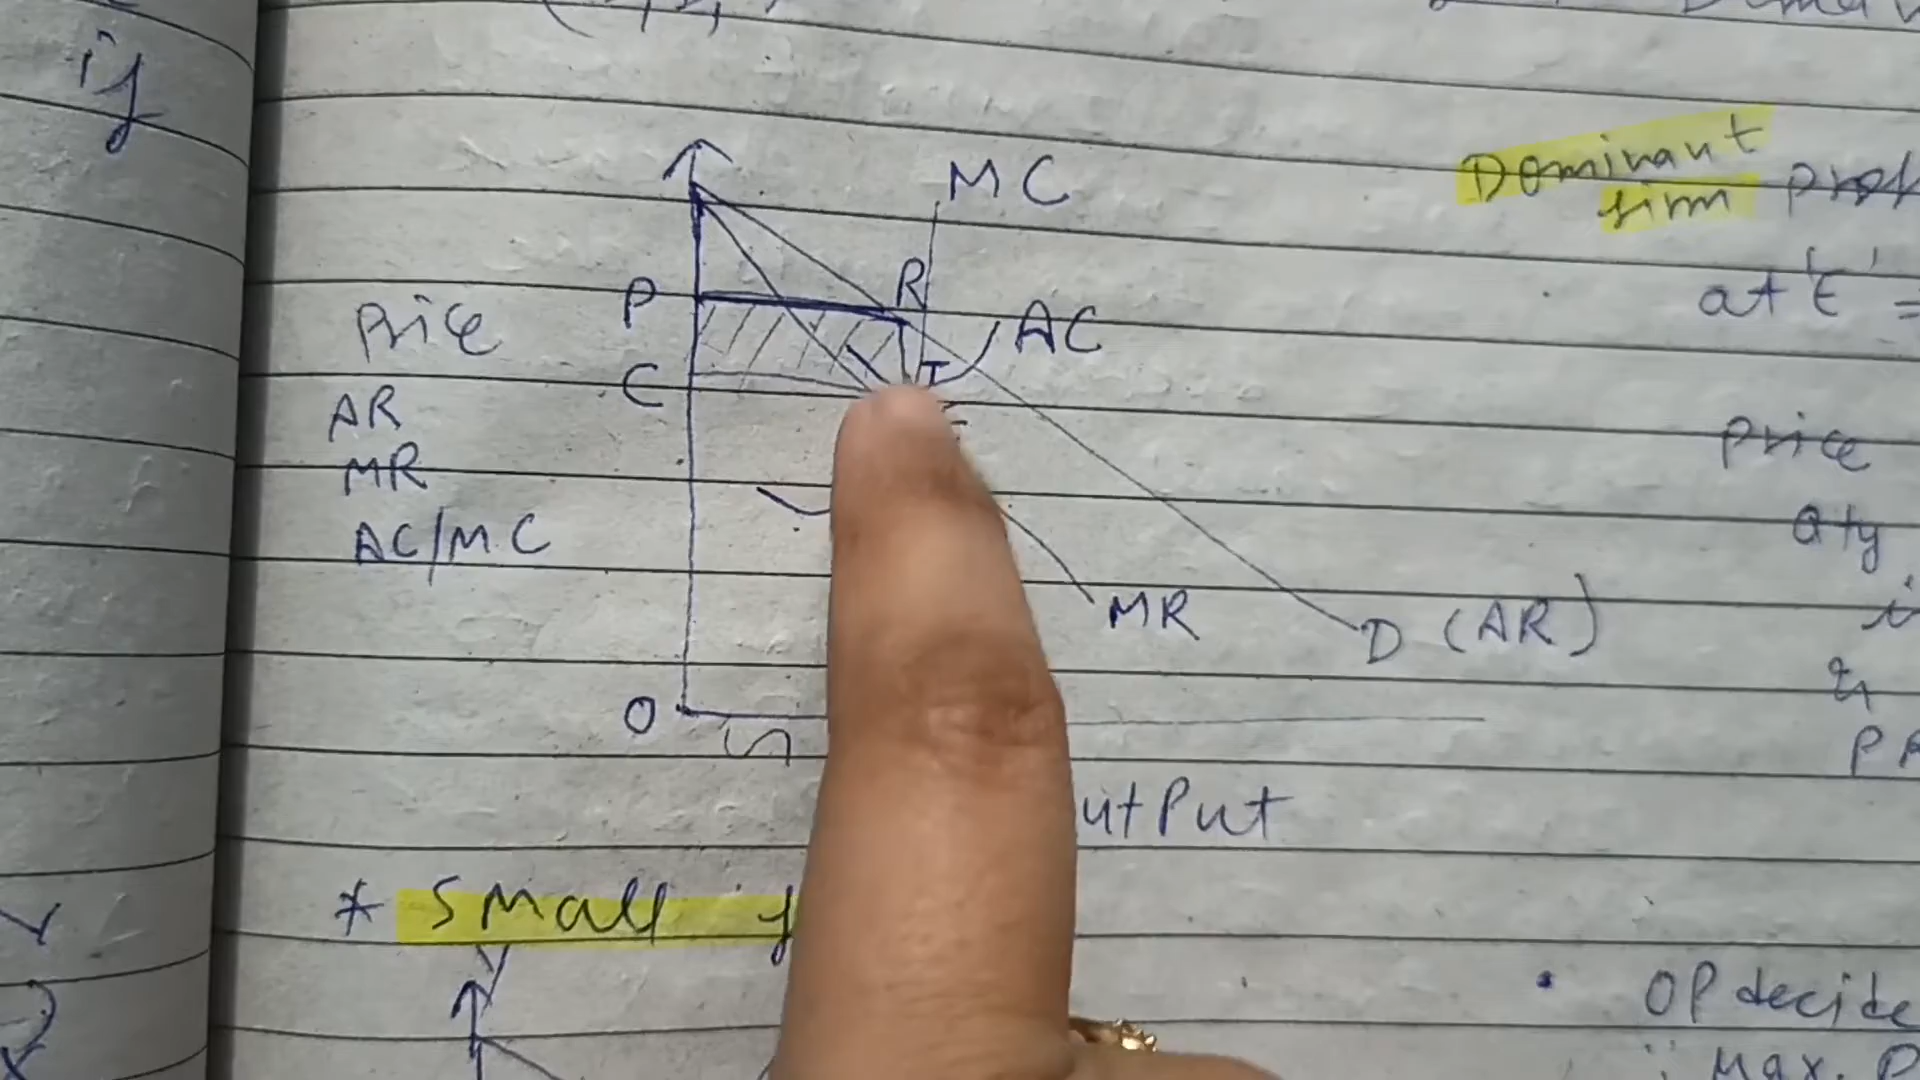 if
MC
Dominant
firm
R
P
AC
at 'E' =
Price
C
I
AR
Price
MR
AC/MC
Qty
MR
D (AR)
O
utPut
* Small f
OP decide
∵ Max. P